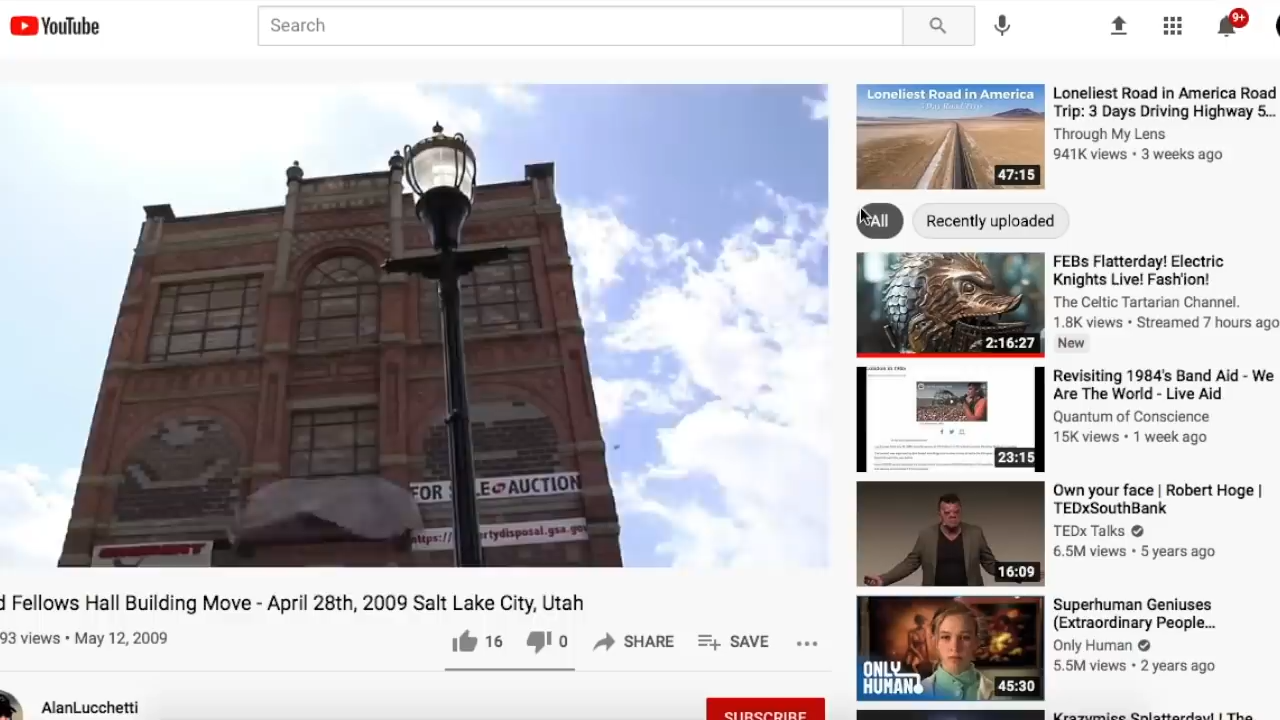 YouTube
Search
9+
FOR SALE AUCTION
d Fellows Hall Building Move - April 28th, 2009 Salt Lake City, Utah
93 views • May 12, 2009
16
0
SHARE
SAVE
AlanLucchetti
SUBSCRIBE
Loneliest Road in America
47:15
Loneliest Road in America Road
Trip: 3 Days Driving Highway 5...
Through My Lens
941K views • 3 weeks ago
All
Recently uploaded
2:16:27
FEBs Flatterday! Electric
Knights Live! Fash'ion!
The Celtic Tartarian Channel.
1.8K views • Streamed 7 hours ago
New
23:15
Revisiting 1984's Band Aid - We
Are The World - Live Aid
Quantum of Conscience
15K views • 1 week ago
16:09
Own your face | Robert Hoge |
TEDxSouthBank
TEDx Talks
6.5M views • 5 years ago
ONLY
HUMAN
45:30
Superhuman Geniuses
(Extraordinary People...
Only Human
5.5M views • 2 years ago
Krazymiss Splatterday! | The